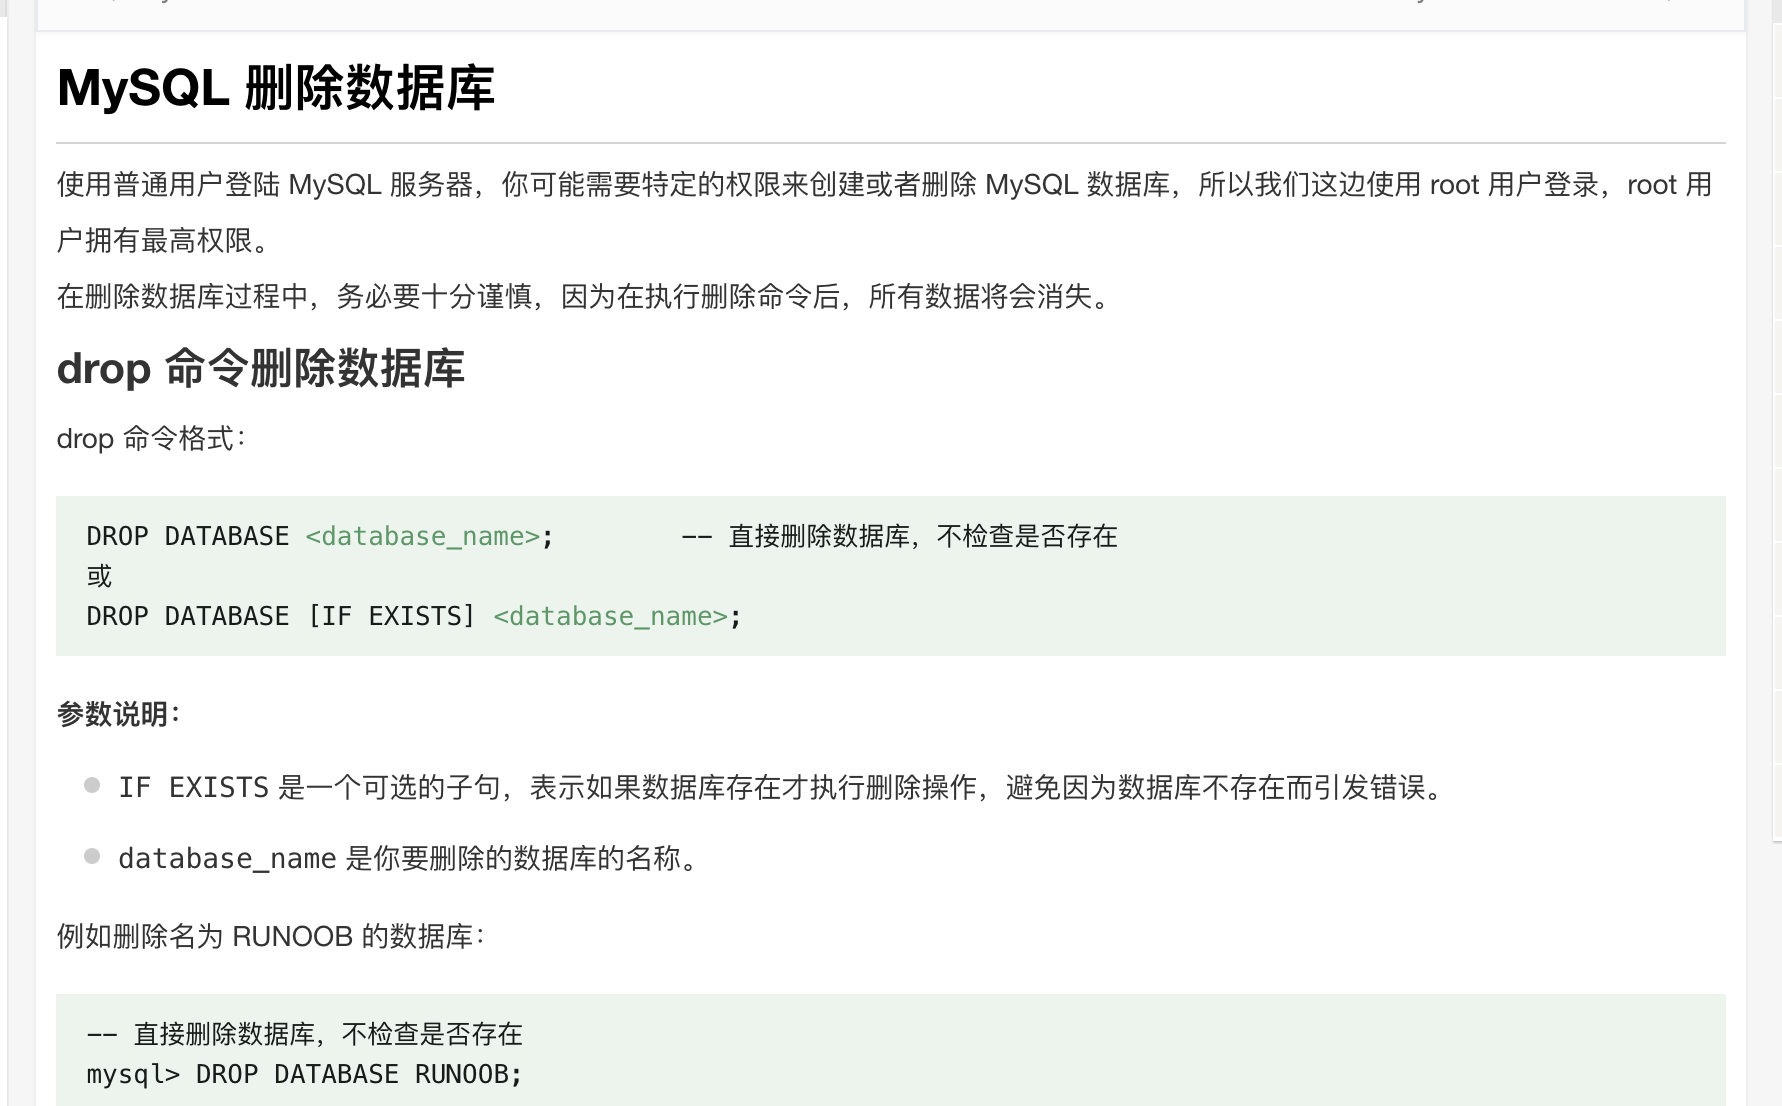 MySQL 删除数据库
使用普通用户登陆 MySQL 服务器，你可能需要特定的权限来创建或者删除 MySQL 数据库，所以我们这边使用 root 用户登录，root 用
户拥有最高权限。
在删除数据库过程中，务必要十分谨慎，因为在执行删除命令后，所有数据将会消失。
drop 命令删除数据库
drop 命令格式：
DROP DATABASE <database_name>;        -- 直接删除数据库，不检查是否存在
或
DROP DATABASE [IF EXISTS] <database_name>;
参数说明：
IF EXISTS 是一个可选的子句，表示如果数据库存在才执行删除操作，避免因为数据库不存在而引发错误。
database_name 是你要删除的数据库的名称。
例如删除名为 RUNOOB 的数据库：
-- 直接删除数据库，不检查是否存在
mysql> DROP DATABASE RUNOOB;